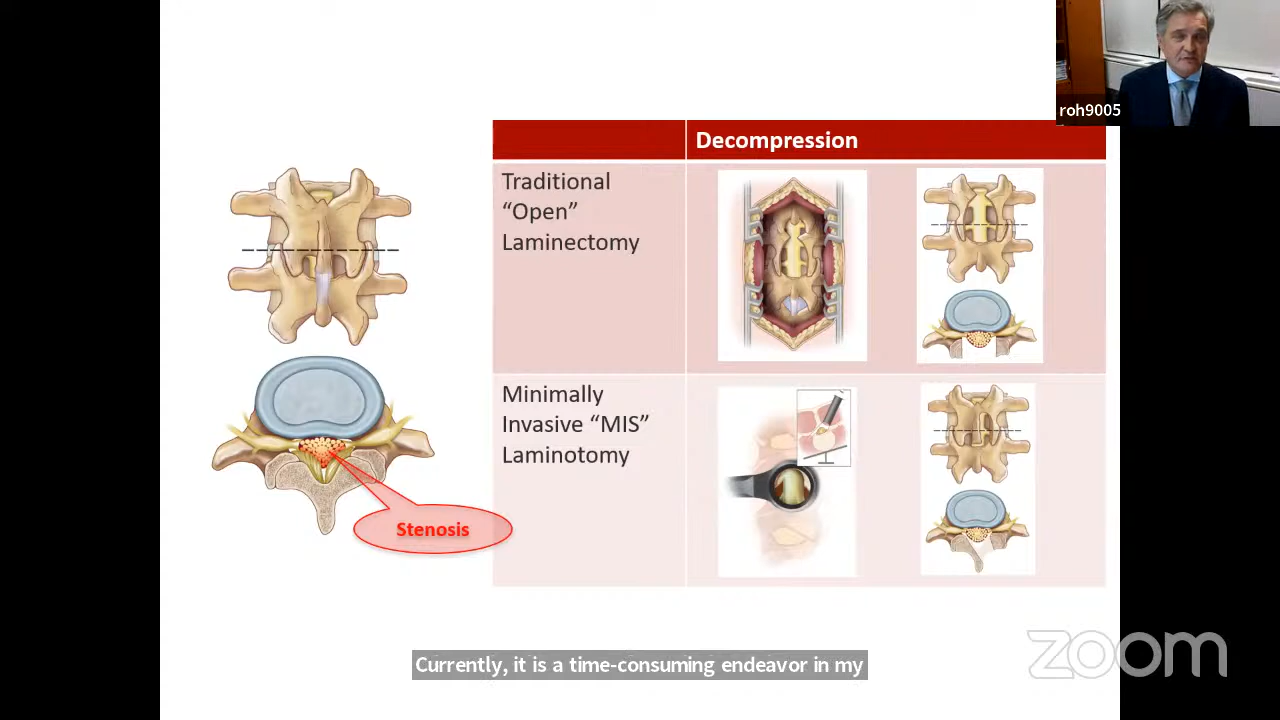 roh9005
Decompression
Traditional
“Open”
Laminectomy
Minimally
Invasive “MIS”
Laminotomy
Stenosis
zoom
Currently, it is a time-consuming endeavor in my